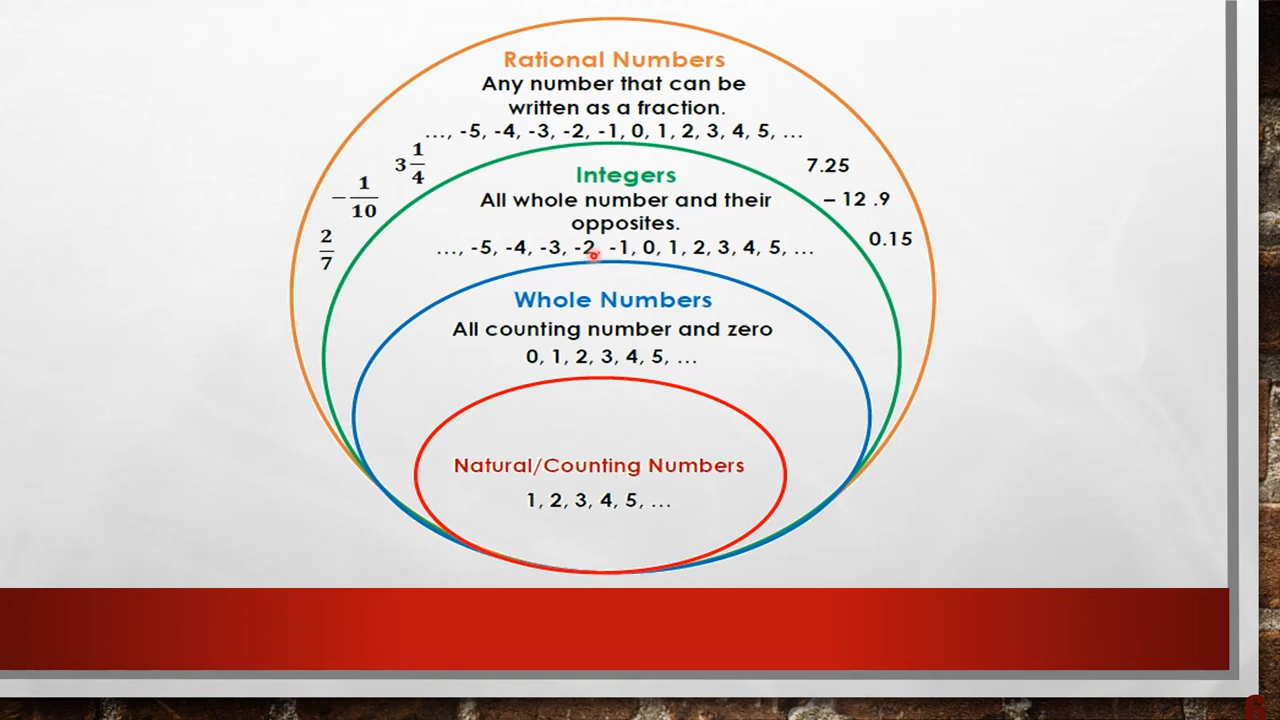 Rational Numbers
Any number that can be
written as a fraction.
…, -5, -4, -3, -2, -1, 0, 1, 2, 3, 4, 5, …
3 1/4
7.25
− 1/10
– 12 .9
2/7
0.15
Integers
All whole number and their
opposites.
…, -5, -4, -3, -2, -1, 0, 1, 2, 3, 4, 5, …
Whole Numbers
All counting number and zero
0, 1, 2, 3, 4, 5, …
Natural/Counting Numbers
1, 2, 3, 4, 5, …